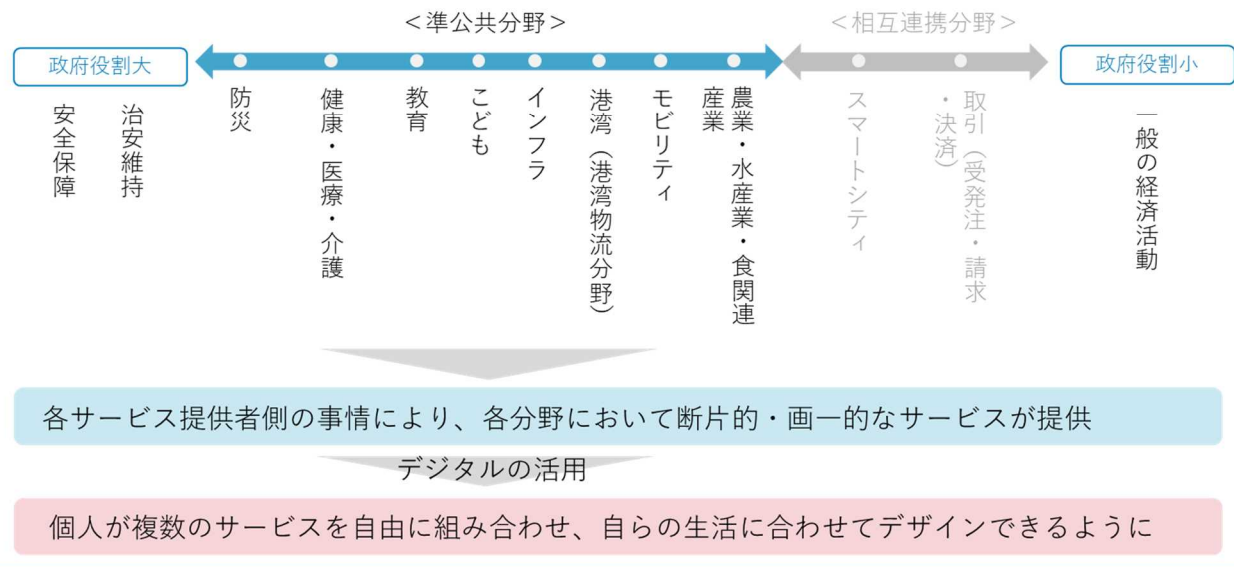 ＜準公共分野＞
＜相互連携分野＞
政府役割大
政府役割小
安全保障
治安維持
防災
健康・医療・介護
教育
こども
インフラ
港湾（港湾物流分野）
モビリティ
農業・水産業・食関連
産業
スマートシティ
取引（受発注・請求
・決済）
一般の経済活動
各サービス提供者側の事情により、各分野において断片的・画一的なサービスが提供
デジタルの活用
個人が複数のサービスを自由に組み合わせ、自らの生活に合わせてデザインできるように